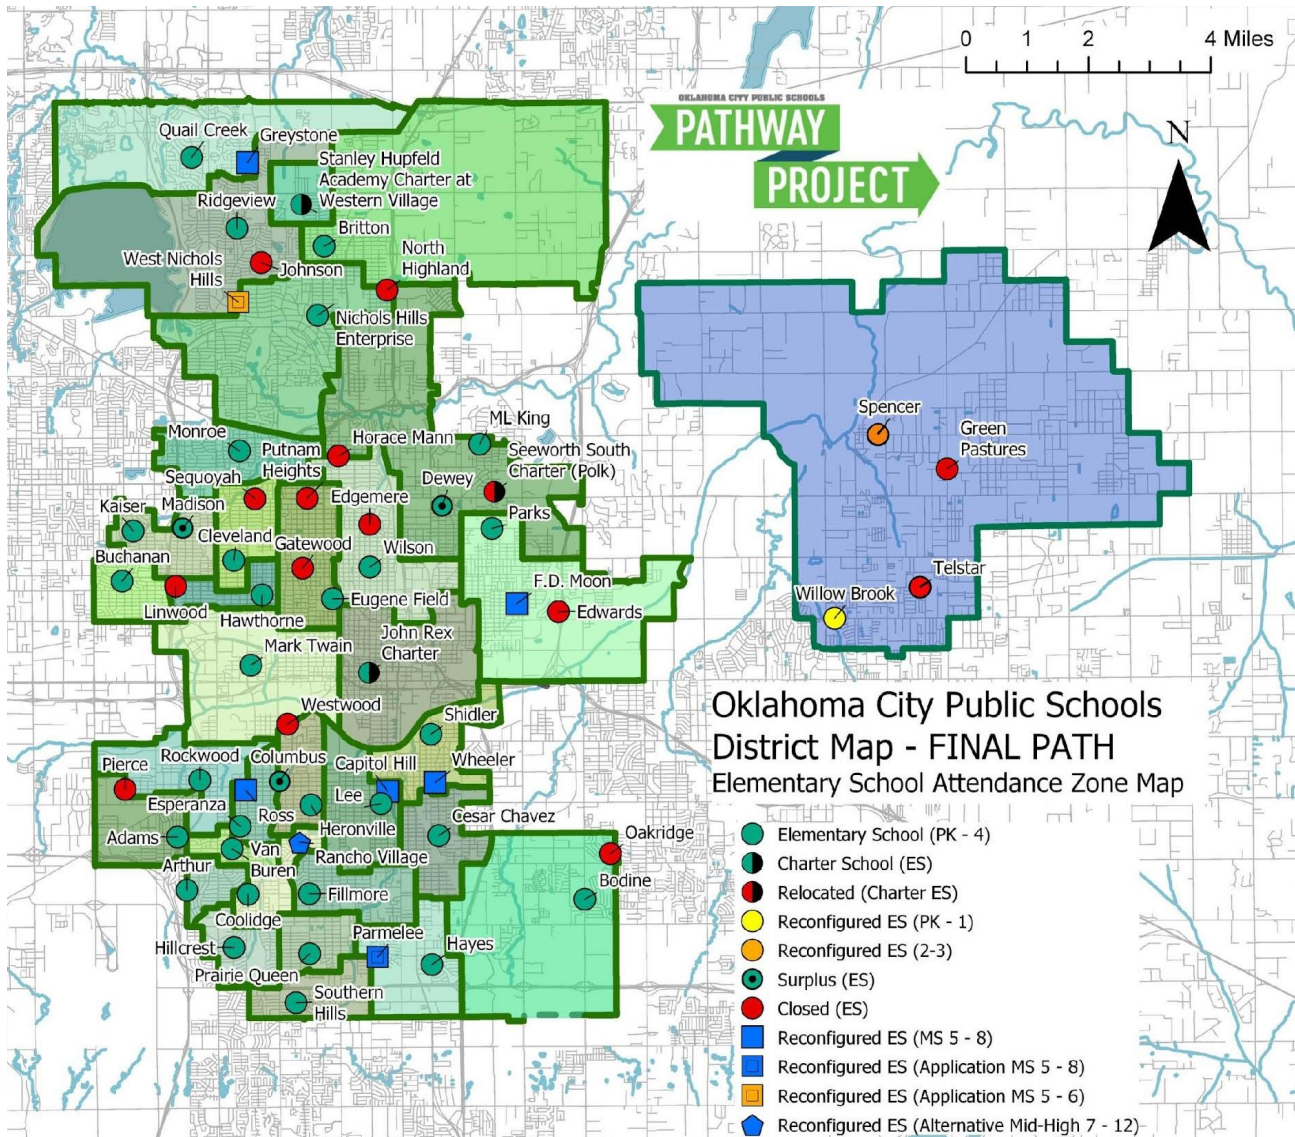 0 1 2 4 Miles
OKLAHOMA CITY PUBLIC SCHOOLS
PATHWAY
PROJECT
N
Quail Creek
Greystone
Stanley Hupfeld
Academy Charter at
Western Village
Ridgeview
Britton
West Nichols
Hills
Johnson
North
Highland
Nichols Hills
Enterprise
Monroe
Putnam
Heights
Horace Mann
ML King
Seeworth South
Charter (Polk)
Sequoyah
Madison
Edgemere
Dewey
Kaiser
Cleveland
Gatewood
Wilson
Parks
Buchanan
Linwood
Hawthorne
Eugene Field
F.D. Moon
Edwards
Mark Twain
John Rex
Charter
Westwood
Shidler
Spencer
Green
Pastures
Telstar
Willow Brook
Pierce
Rockwood
Columbus
Capitol Hill
Wheeler
Esperanza
Ross
Lee
Heronville
Cesar Chavez
Adams
Van
Buren
Rancho Village
Oakridge
Arthur
Bodine
Fillmore
Coolidge
Hillcrest
Parmelee
Hayes
Prairie Queen
Southern
Hills
Oklahoma City Public Schools
District Map - FINAL PATH
Elementary School Attendance Zone Map
Elementary School (PK - 4)
Charter School (ES)
Relocated (Charter ES)
Reconfigured ES (PK - 1)
Reconfigured ES (2-3)
Surplus (ES)
Closed (ES)
Reconfigured ES (MS 5 - 8)
Reconfigured ES (Application MS 5 - 8)
Reconfigured ES (Application MS 5 - 6)
Reconfigured ES (Alternative Mid-High 7 - 12)